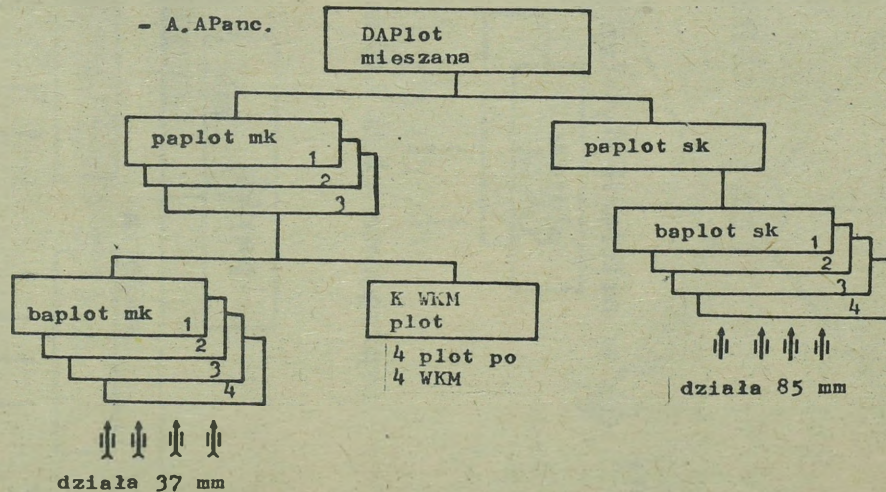 - A.APanc.
DAPlot
mieszana
paplot mk
1
2
3
paplot sk
baplot sk
1
2
3
4
baplot mk
1
2
3
4
K WKM
plot
4 plot po
4 WKM
działa 85 mm
działa 37 mm